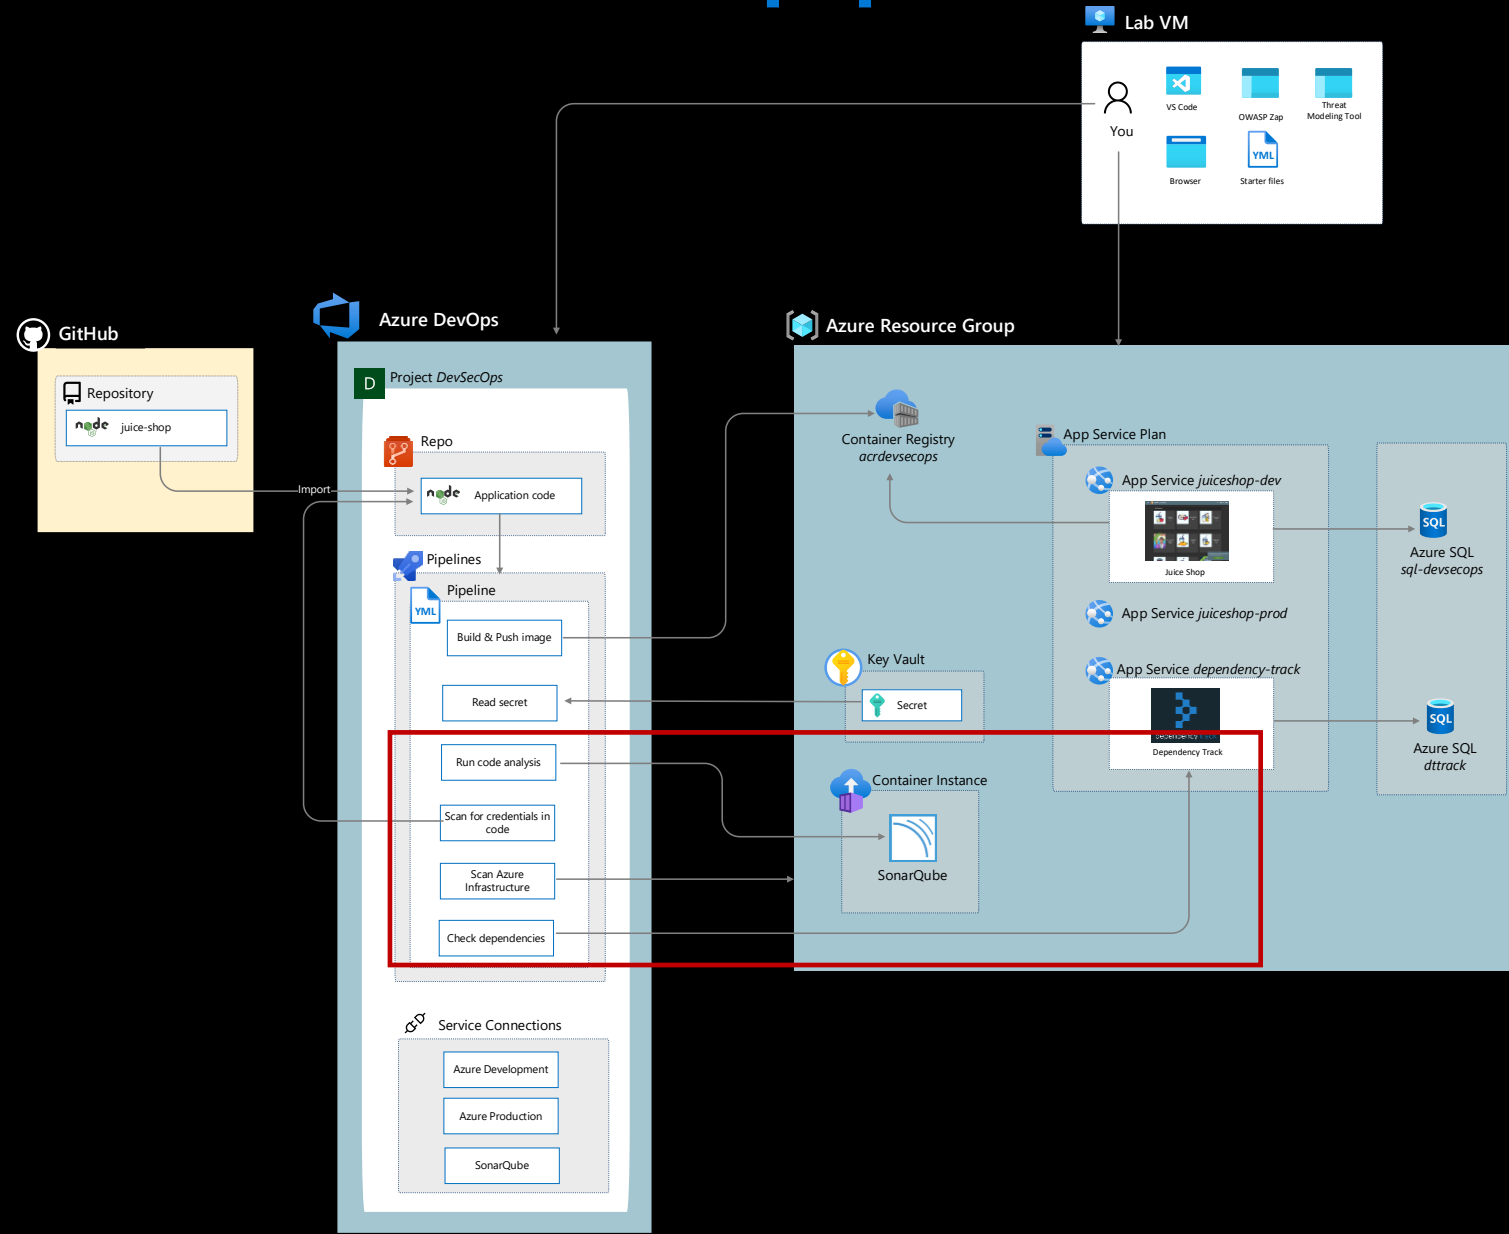 Lab VM
You
VS Code
OWASP Zap
Threat
Modeling Tool
Browser
YML
Starter files
GitHub
Repository
node
juice-shop
Import
Azure DevOps
D
Project DevSecOps
Repo
node
Application code
Pipelines
YML
Pipeline
Build & Push image
Read secret
Run code analysis
Scan for credentials in
code
Scan Azure
Infrastructure
Check dependencies
Service Connections
Azure Development
Azure Production
SonarQube
Azure Resource Group
Container Registry
acrdevsecops
Key Vault
Secret
Container Instance
SonarQube
App Service Plan
App Service juiceshop-dev
Juice Shop
App Service juiceshop-prod
App Service dependency-track
dependency track
Dependency Track
SQL
Azure SQL
sql-devsecops
SQL
Azure SQL
dttrack